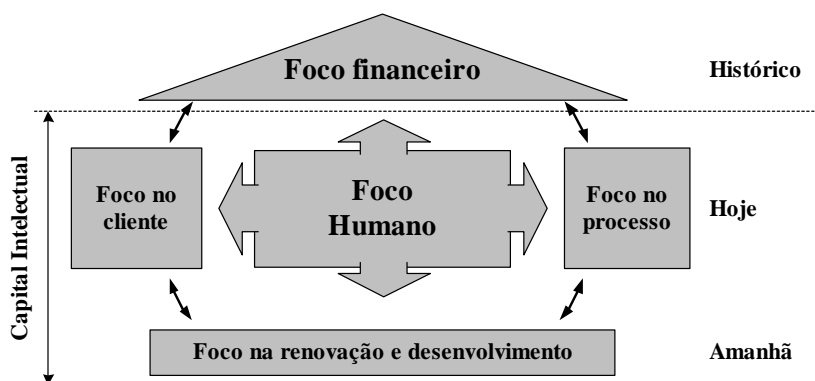 Foco financeiro
Histórico
Capital Intelectual
Foco no
cliente
Foco
Humano
Foco no
processo
Hoje
Foco na renovação e desenvolvimento
Amanhã